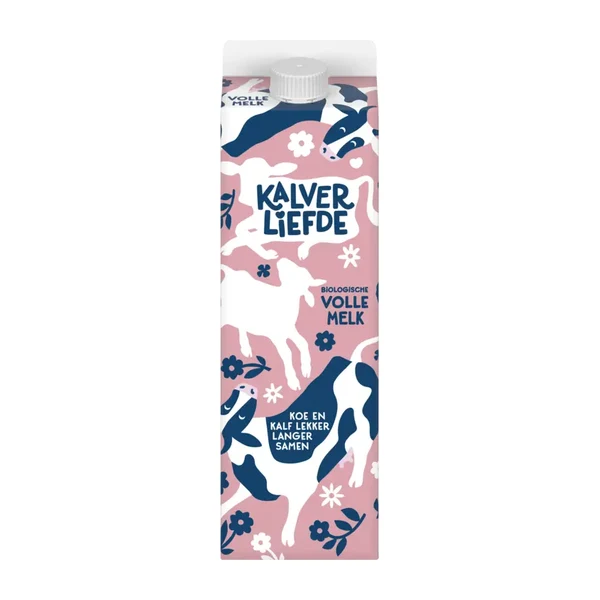 VOLLE
MELK
KALVER
LIEFDE
BIOLOGISCHE
VOLLE
MELK
KOE EN
KALF LEKKER
LANGER
SAMEN